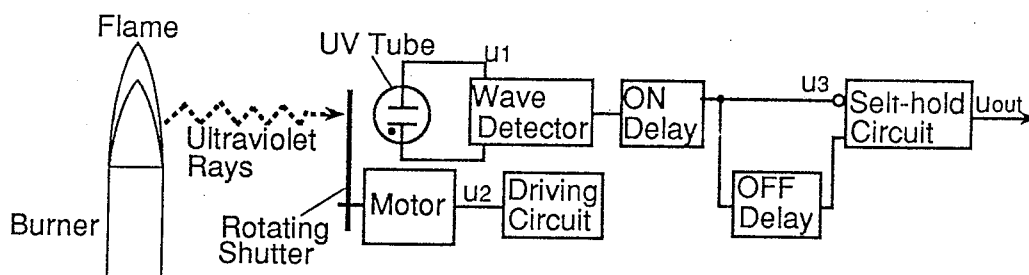 Flame
UV Tube
u1
Wave
Detector
ON
Delay
u3
Selt-hold
Circuit
uout
Ultraviolet
Rays
OFF
Delay
Burner
Rotating
Shutter
Motor
u2
Driving
Circuit